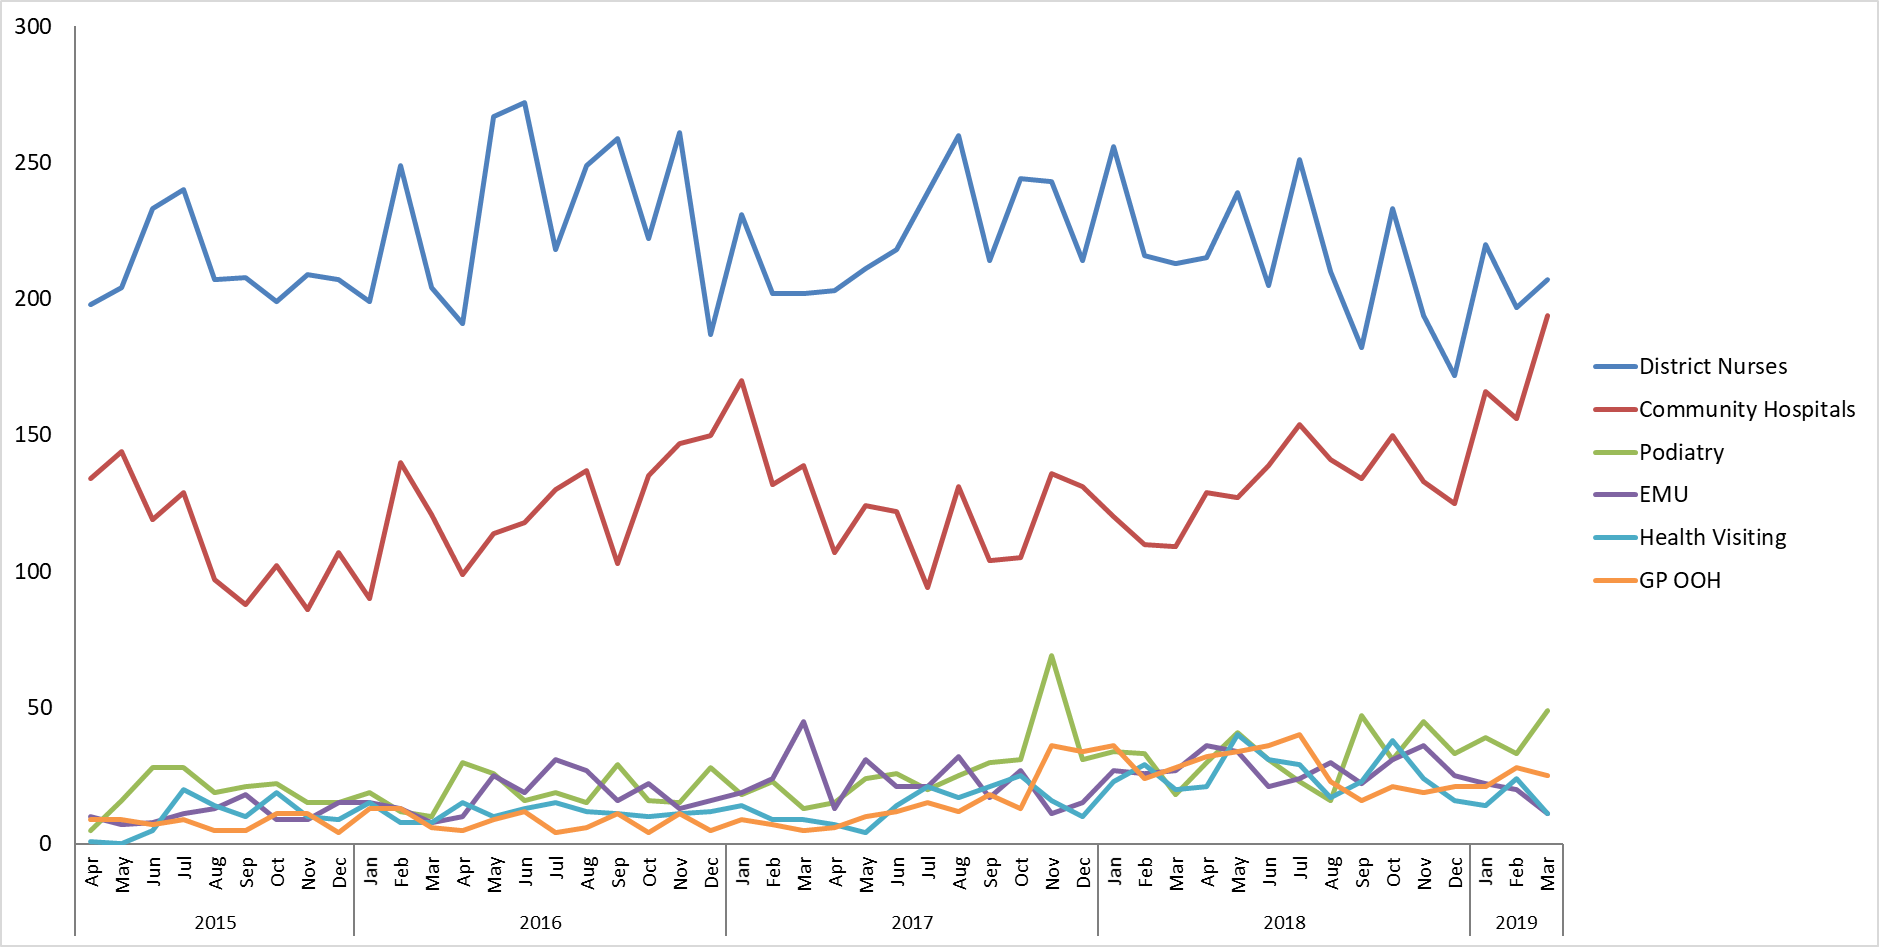 300
250
200
150
100
50
0
District Nurses
Community Hospitals
Podiatry
EMU
Health Visiting
GP OOH
Apr May Jun Jul Aug Sep Oct Nov Dec Jan Feb Mar Apr May Jun Jul Aug Sep Oct Nov Dec Jan Feb Mar Apr May Jun Jul Aug Sep Oct Nov Dec Jan Feb Mar Apr May Jun Jul Aug Sep Oct Nov Dec Jan Feb Mar
2015 2016 2017 2018 2019